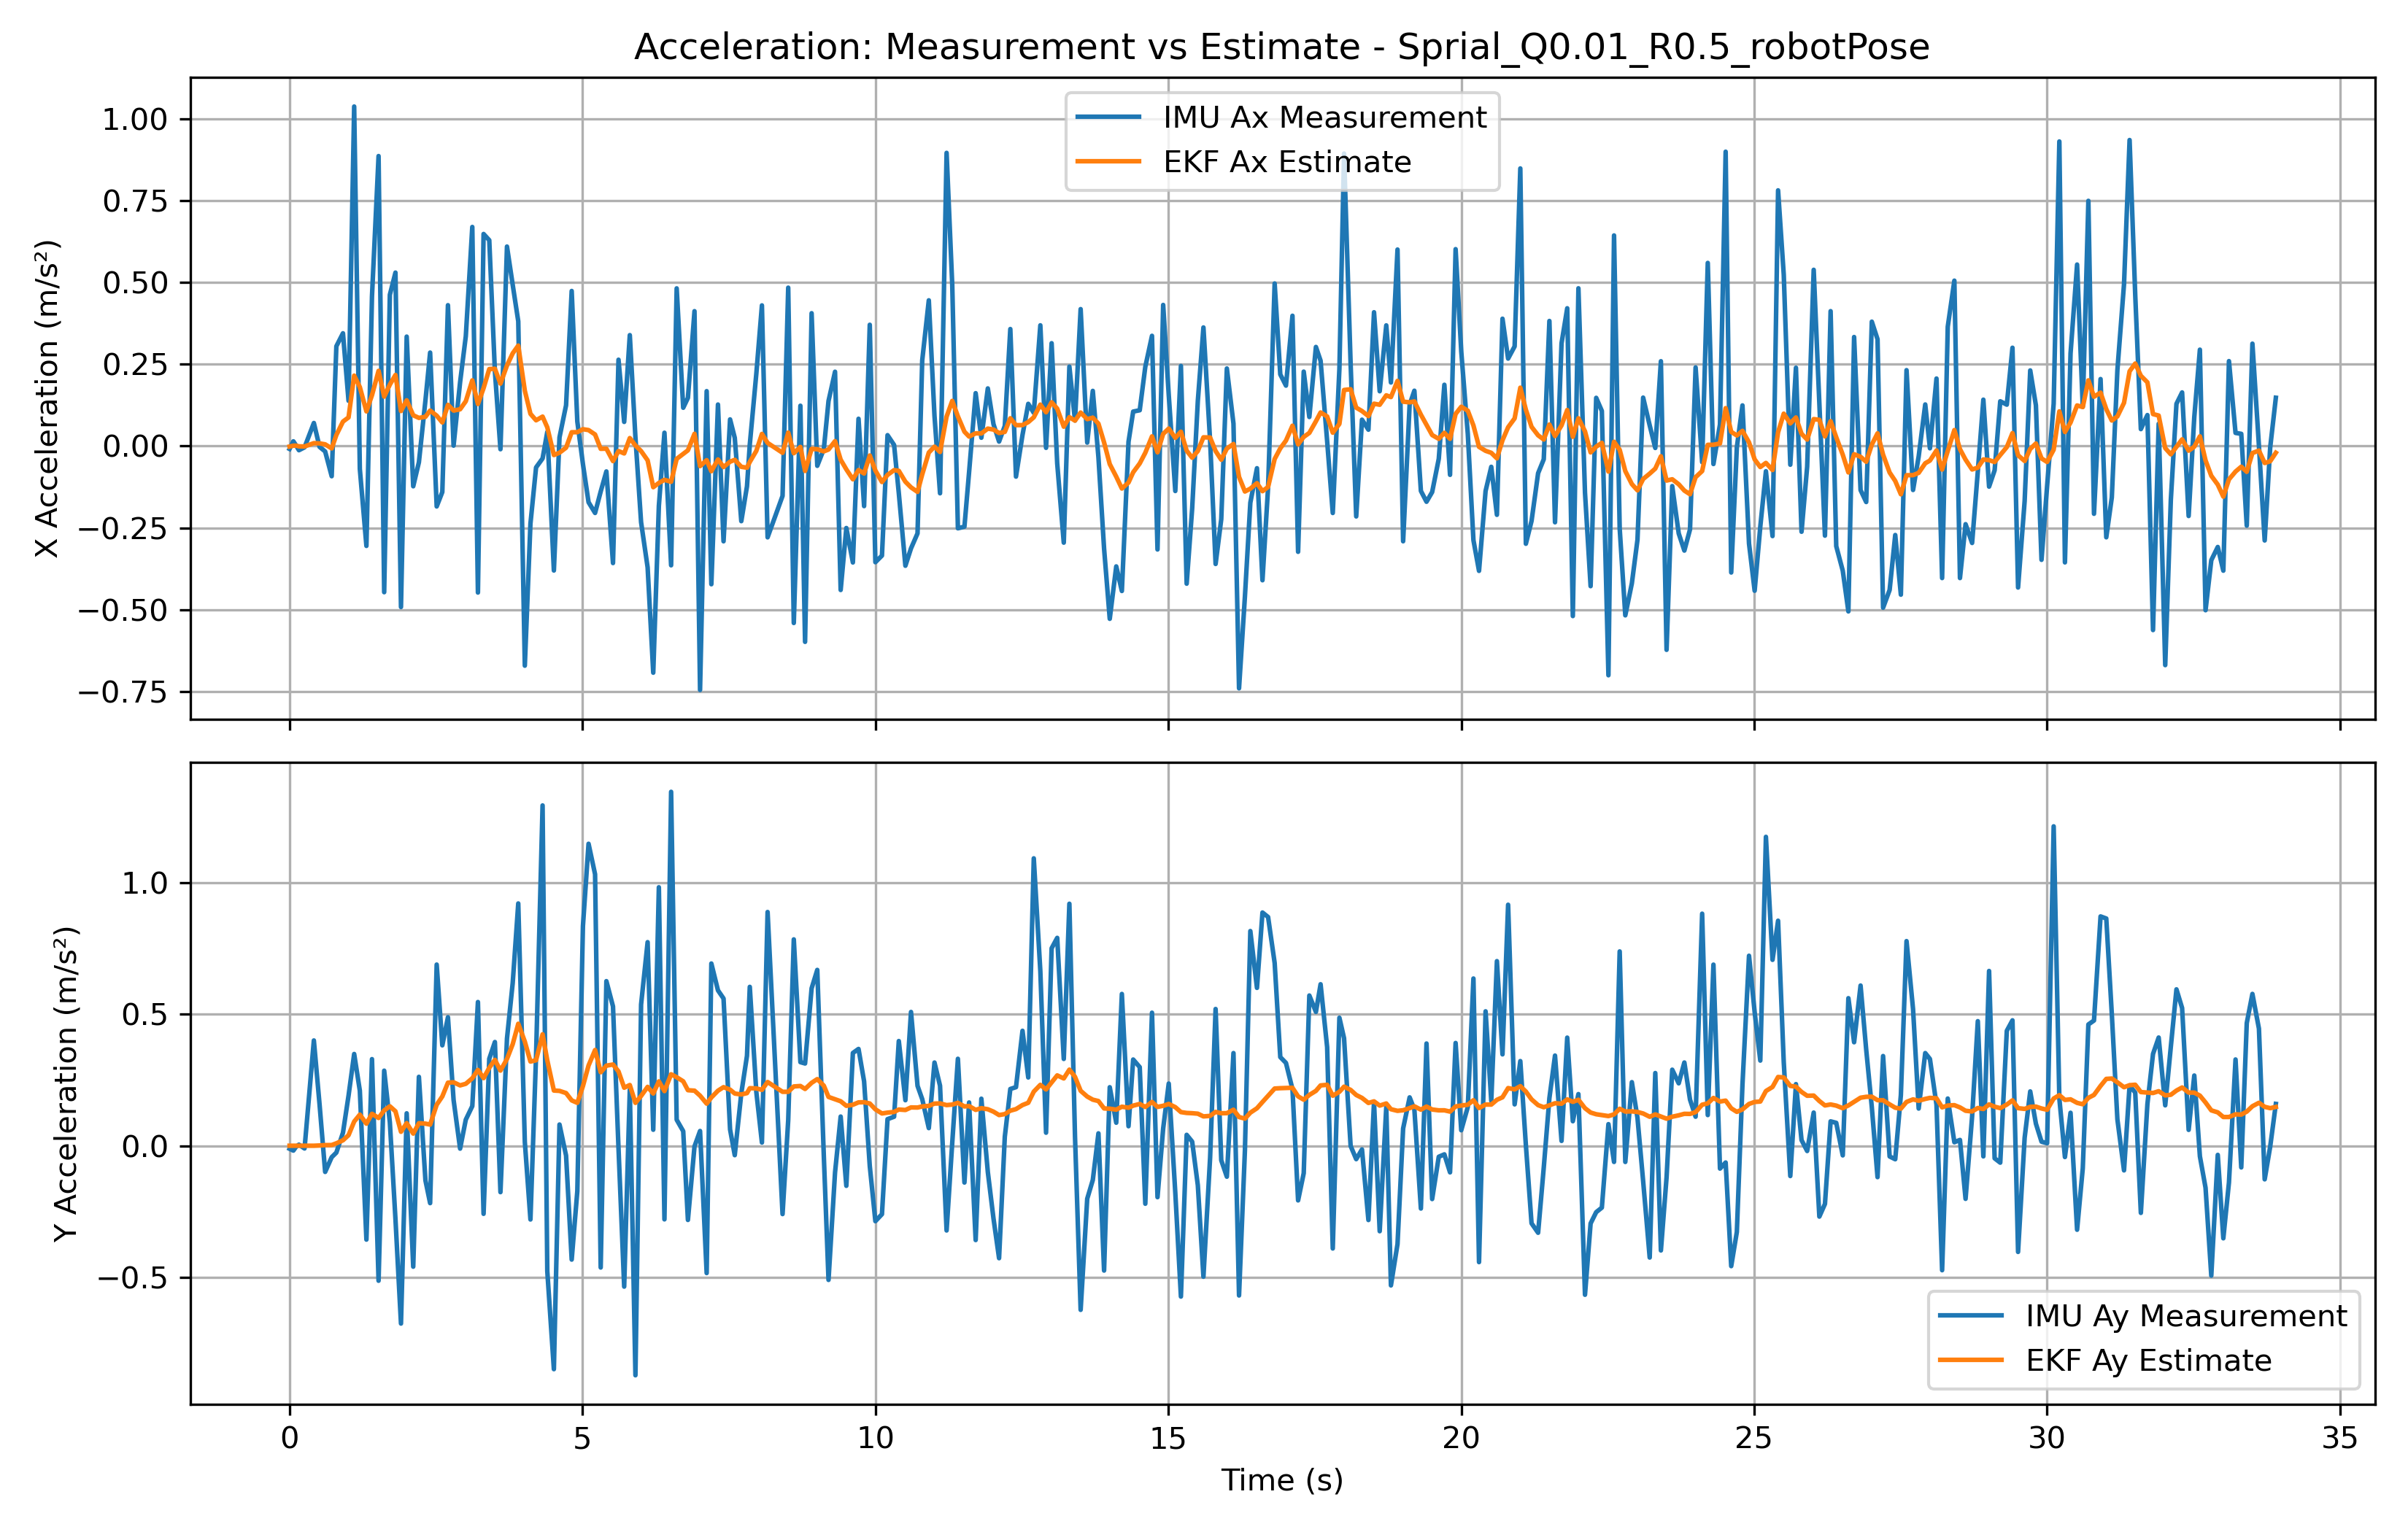 Acceleration: Measurement vs Estimate - Sprial_Q0.01_R0.5_robotPose
IMU Ax Measurement
EKF Ax Estimate
X Acceleration (m/s²)
1.00
0.75
0.50
0.25
0.00
−0.25
−0.50
−0.75
Y Acceleration (m/s²)
1.0
0.5
0.0
−0.5
IMU Ay Measurement
EKF Ay Estimate
0 5 10 15 20 25 30 35
Time (s)